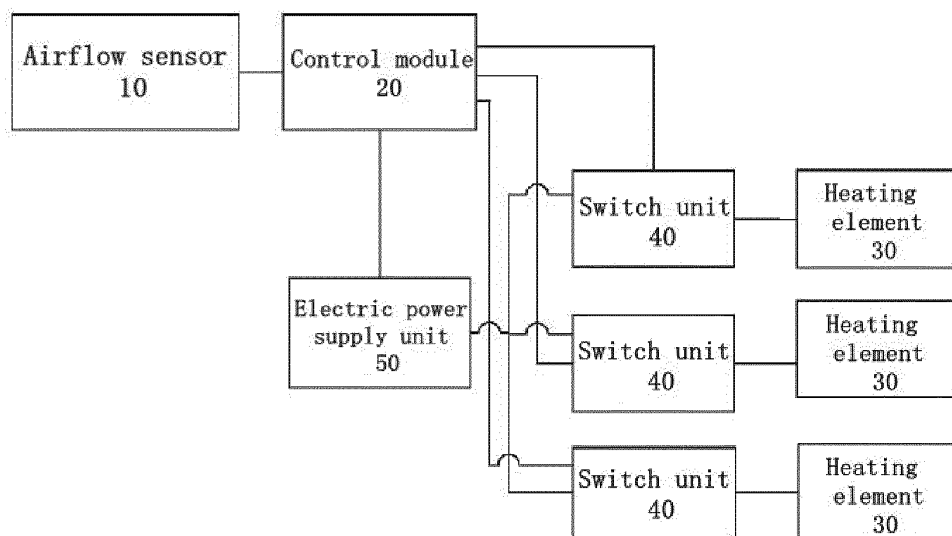 Airflow sensor
10
Control module
20
Switch unit
40
Heating
element
30
Electric power
supply unit
50
Switch unit
40
Heating
element
30
Switch unit
40
Heating
element
30